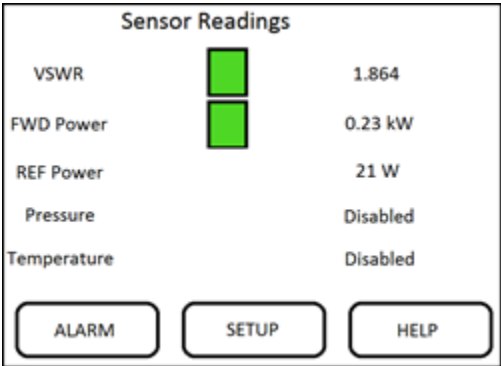 Sensor Readings
VSWR 1.864
FWD Power 0.23 kW
REF Power 21 W
Pressure Disabled
Temperature Disabled
ALARM SETUP HELP